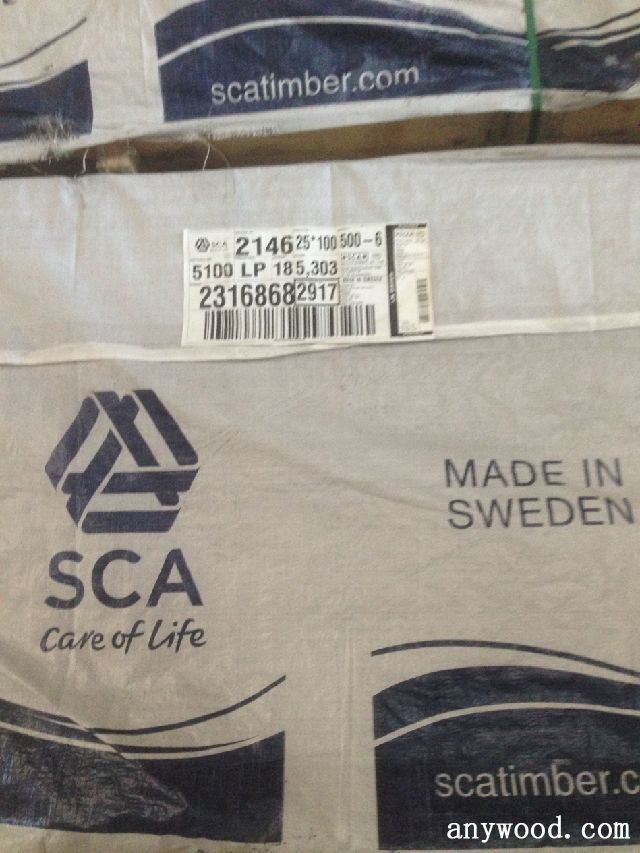 scatimber.com
SCA 2146 25*100 500-6
5100 LP 18 5,303
2316868 2917
MADE IN
SWEDEN
SCA
Care of Life
scatimber.c
anywood.com